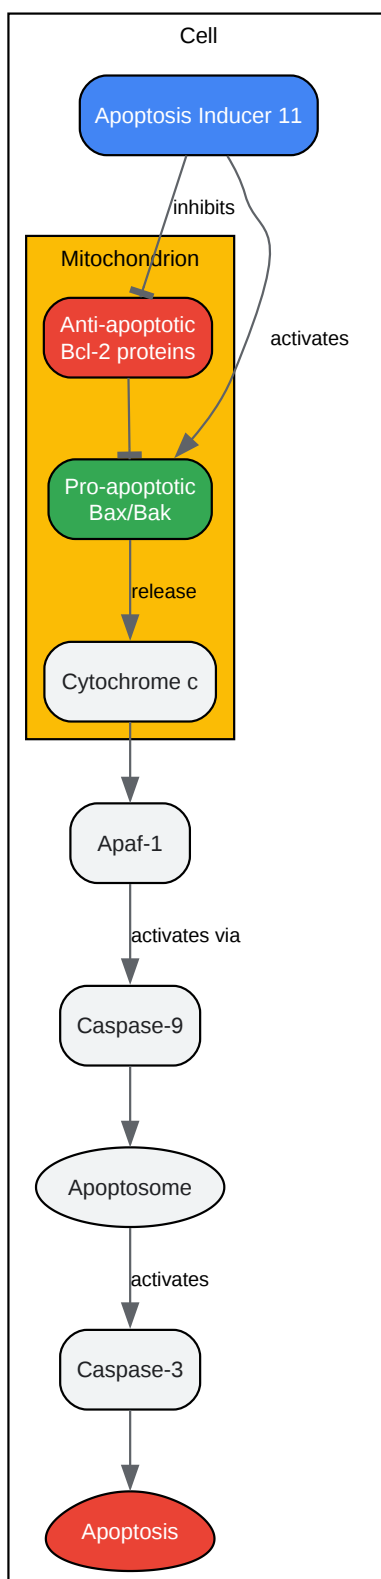 Cell
Apoptosis Inducer 11
inhibits
Mitochondrion
Anti-apoptotic
Bcl-2 proteins
activates
Pro-apoptotic
Bax/Bak
release
Cytochrome c
Apaf-1
activates via
Caspase-9
Apoptosome
activates
Caspase-3
Apoptosis